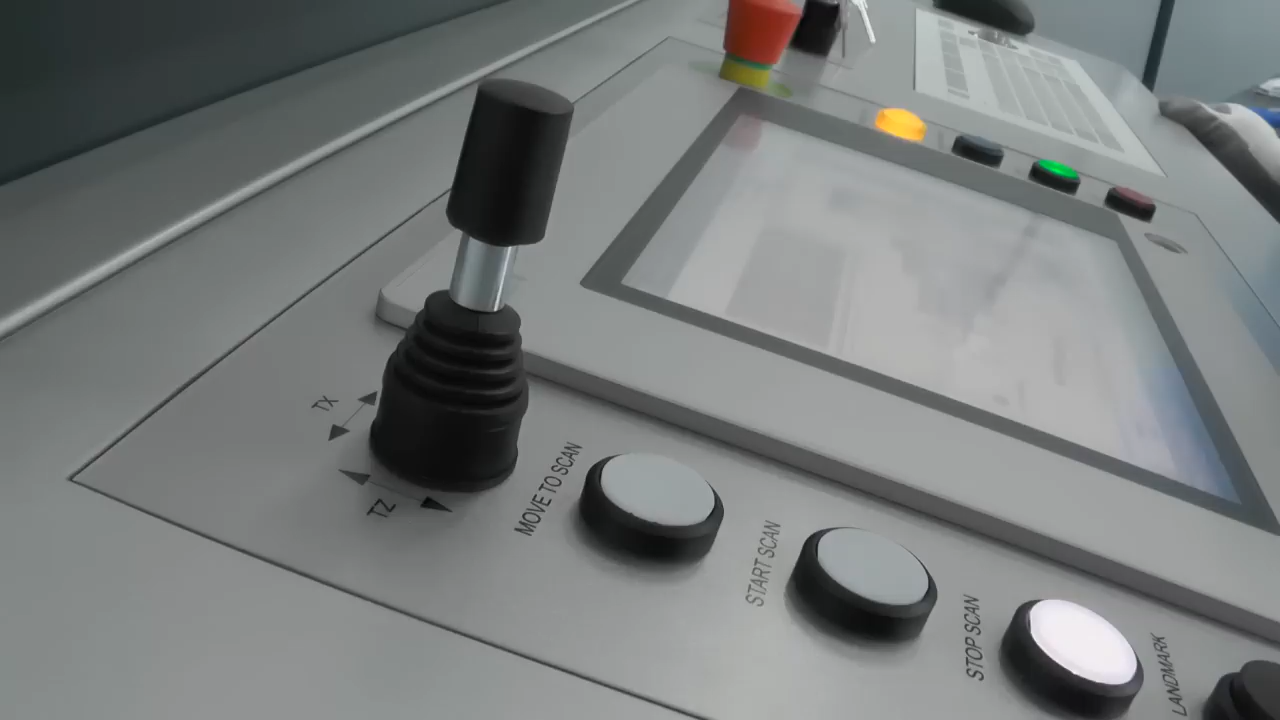 TX
TZ
MOVE TO SCAN
START SCAN
STOP SCAN
LANDMARK